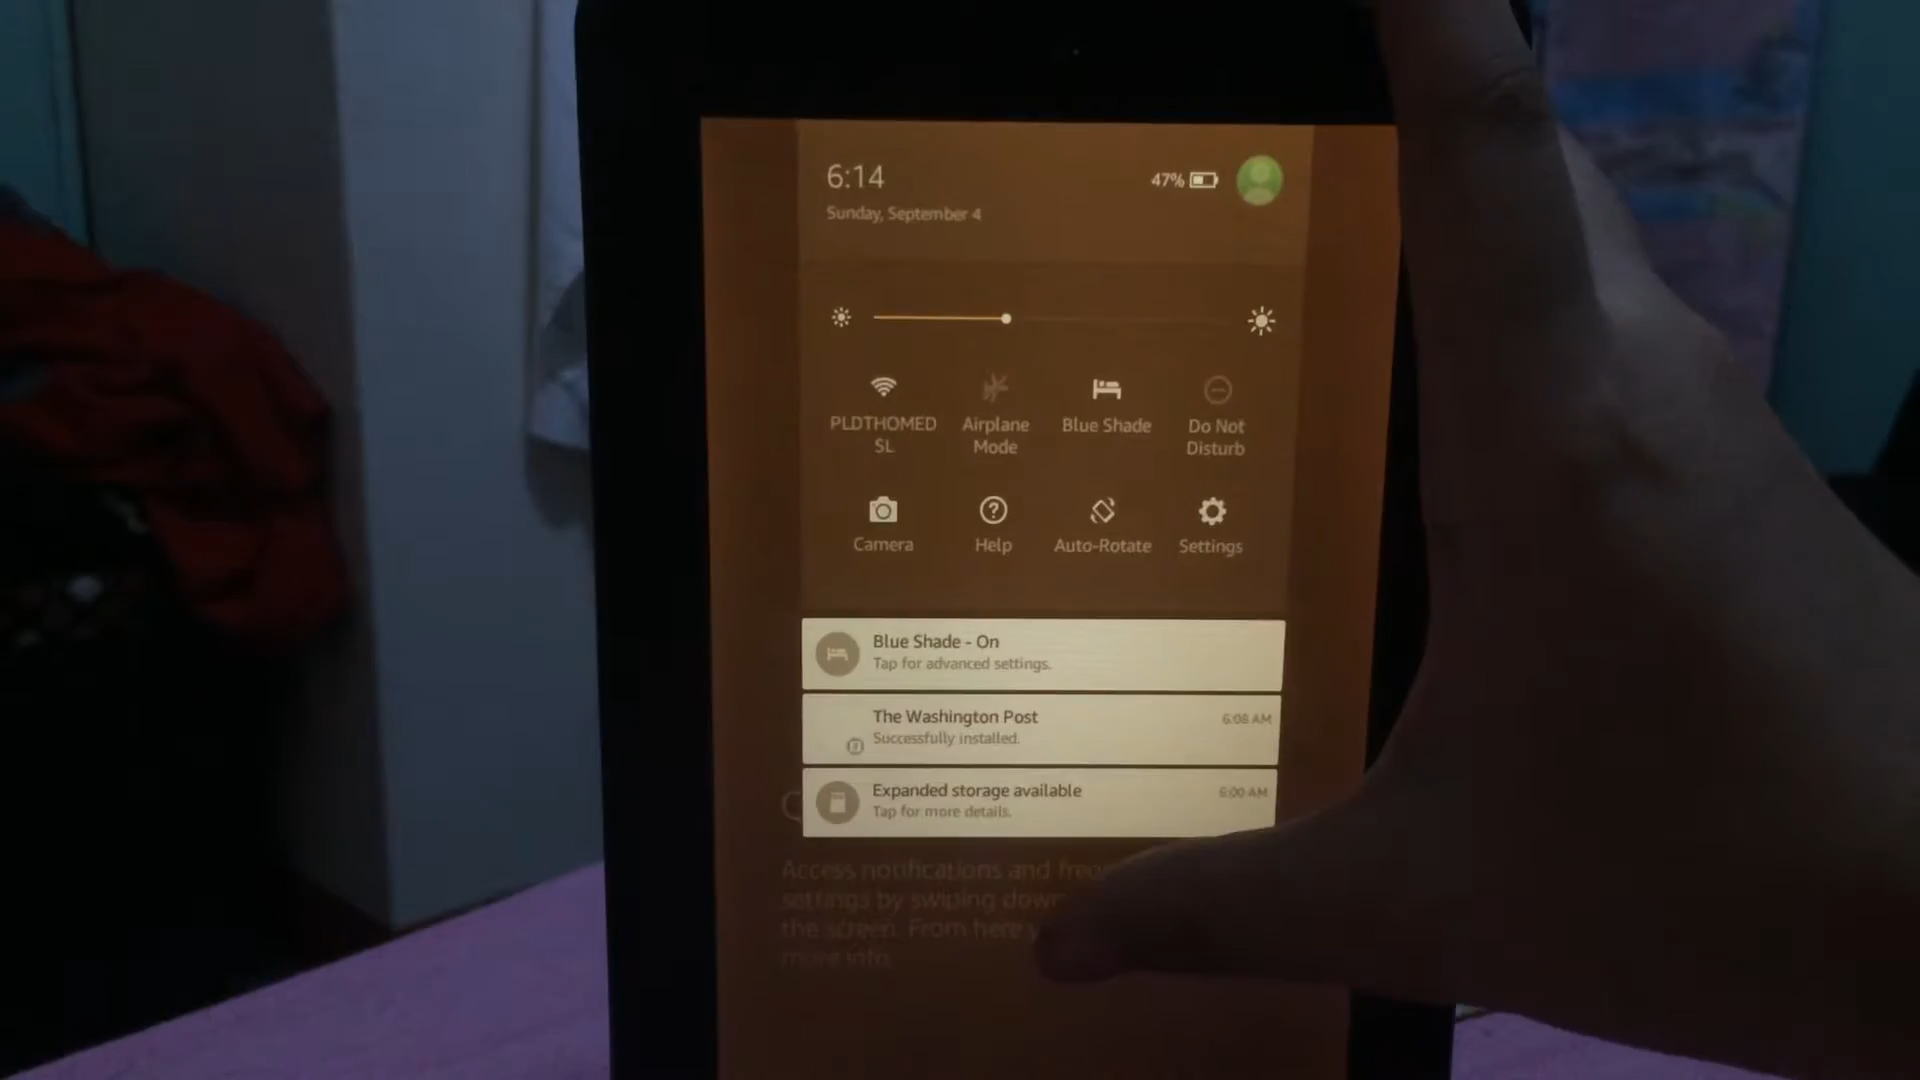 6:14
47%
Sunday, September 4
PLDTHOMED
SL
Airplane
Mode
Blue Shade
Do Not
Disturb
Camera
Help
Auto-Rotate
Settings
Blue Shade - On
Tap for advanced settings.
The Washington Post
6:08 AM
Successfully installed.
Expanded storage available
6:00 AM
Tap for more details.
Access notifications and
settings by swiping down
the screen. From here
more info.